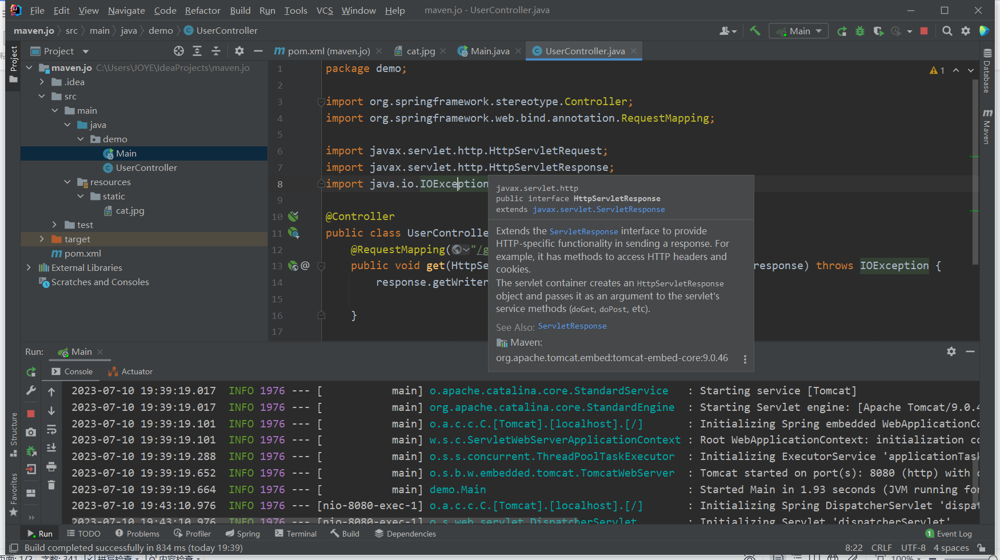 File Edit View Navigate Code Refactor Build Run Tools VCS Window Help maven.jo - UserController.java
maven.jo src main java demo UserController
Main
Project
pom.xml (maven.jo) cat.jpg Main.java UserController.java
maven.jo C:\Users\JOYE\IdeaProjects\maven.jo
.idea
src
main
java
demo
Main
UserController
resources
static
cat.jpg
test
target
pom.xml
External Libraries
Scratches and Consoles
Project
Structure
Favorites
Database
Maven
1
1 package demo;
2
3 import org.springframework.stereotype.Controller;
4 import org.springframework.web.bind.annotation.RequestMapping;
5
6 import javax.servlet.http.HttpServletRequest;
7 import javax.servlet.http.HttpServletResponse;
8 import java.io.IOException
9
10 @Controller
11 public class UserControlle
12 @RequestMapping("/g
13 public void get(HttpSe response) throws IOException {
14 response.getWriter
15
16 }
17
javax.servlet.http
public interface HttpServletResponse
extends javax.servlet.ServletResponse
Extends the ServletResponse interface to provide
HTTP-specific functionality in sending a response. For
example, it has methods to access HTTP headers and
cookies.
The servlet container creates an HttpServletResponse
object and passes it as an argument to the servlet's
service methods (doGet, doPost, etc).
See Also: ServletResponse
Maven:
org.apache.tomcat.embed:tomcat-embed-core:9.0.46
Run: Main
Console Actuator
2023-07-10 19:39:19.017 INFO 1976 --- [ main] o.apache.catalina.core.StandardService : Starting service [Tomcat]
2023-07-10 19:39:19.017 INFO 1976 --- [ main] org.apache.catalina.core.StandardEngine : Starting Servlet engine: [Apache Tomcat/9.0.4
2023-07-10 19:39:19.101 INFO 1976 --- [ main] o.a.c.c.C.[Tomcat].[localhost].[/] : Initializing Spring embedded WebApplicationCo
2023-07-10 19:39:19.101 INFO 1976 --- [ main] w.s.c.ServletWebServerApplicationContext : Root WebApplicationContext: initialization co
2023-07-10 19:39:19.288 INFO 1976 --- [ main] o.s.s.concurrent.ThreadPoolTaskExecutor : Initializing ExecutorService 'applicationTask
2023-07-10 19:39:19.652 INFO 1976 --- [ main] o.s.b.w.embedded.tomcat.TomcatWebServer : Tomcat started on port(s): 8080 (http) with c
2023-07-10 19:39:19.664 INFO 1976 --- [ main] demo.Main : Started Main in 1.93 seconds (JVM running for
2023-07-10 19:43:10.976 INFO 1976 --- [nio-8080-exec-1] o.a.c.c.C.[Tomcat].[localhost].[/] : Initializing Spring DispatcherServlet 'dispat
2023-07-10 19:43:10.976 INFO 1976 --- [nio-8080-exec-1] o.s.web.servlet.DispatcherServlet : Initializing Servlet 'dispatcherServlet'
Run TODO Problems Profiler Spring Terminal Build Dependencies 1 Event Log
Build completed successfully in 834 ms (today 19:39) 8:22 CRLF UTF-8 4 spaces
页面: 1/2 字数: 341 拼写检查 内容检查 100%